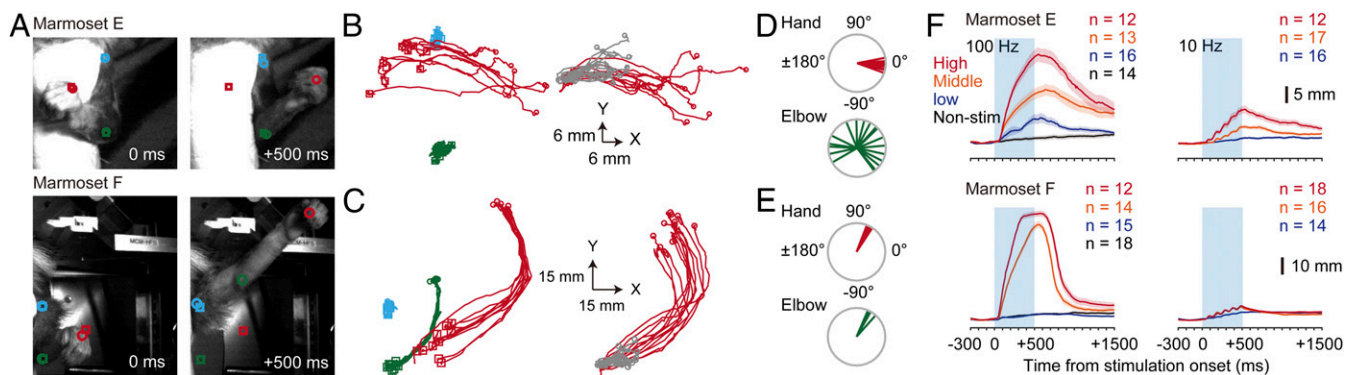 A
Marmoset E
0 ms
+500 ms
Marmoset F
MCM-HFS
0 ms
+500 ms
B
Y
6 mm
X
6 mm
C
Y
15 mm
X
15 mm
D
Hand
90°
±180°
0°
-90°
Elbow
E
Hand
90°
±180°
0°
-90°
Elbow
F
Marmoset E
100 Hz
High
Middle
low
Non-stim
n = 12
n = 13
n = 16
n = 14
10 Hz
n = 12
n = 17
n = 16
5 mm
Marmoset F
n = 12
n = 14
n = 15
n = 18
n = 18
n = 16
n = 14
10 mm
-300 0 +500 +1500 -300 0 +500 +1500
Time from stimulation onset (ms)